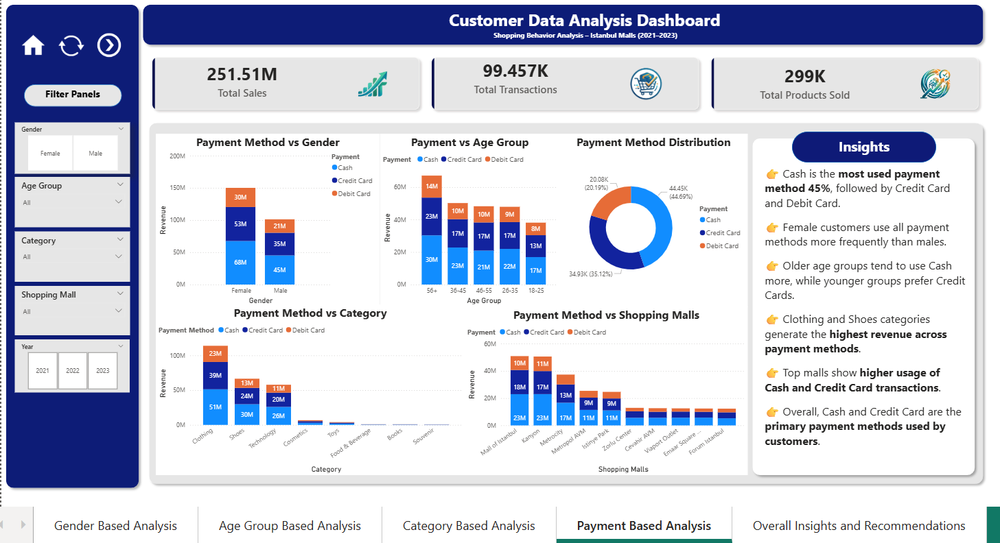 Customer Data Analysis Dashboard
Shopping Behavior Analysis – Istanbul Malls (2021–2023)
Filter Panels
Gender
Female
Male
Age Group
All
Category
All
Shopping Mall
All
Year
2021
2022
2023
251.51M
Total Sales
99.457K
Total Transactions
299K
Total Products Sold
Payment Method vs Gender
Payment
Cash
Credit Card
Debit Card
Revenue
200M
150M
100M
50M
0M
30M
53M
68M
21M
35M
45M
Female
Male
Gender
Payment vs Age Group
Payment Cash Credit Card Debit Card
Revenue
60M
40M
20M
0M
14M
23M
30M
10M
17M
23M
10M
17M
21M
9M
17M
22M
8M
13M
17M
56+
36-45
46-55
26-35
18-25
Age Group
Payment Method Distribution
20.08K
(20.19%)
44.45K
(44.69%)
34.93K (35.12%)
Payment
Cash
Credit Card
Debit Card
Payment Method vs Category
Payment Method Cash Credit Card Debit Card
Revenue
100M
50M
0M
23M
39M
51M
13M
24M
30M
11M
20M
26M
Clothing
Shoes
Technology
Cosmetics
Toys
Food & Beverage
Books
Souvenir
Category
Payment Method vs Shopping Malls
Payment Cash Credit Card Debit Card
Revenue
60M
40M
20M
0M
10M
18M
23M
11M
17M
23M
13M
17M
9M
11M
9M
11M
Mall of Istanbul
Kanyon
Metrocity
Metropol AVM
Istinye Park
Zorlu Center
Cevahir AVM
Viaport Outlet
Emaar Square ...
Forum Istanbul
Shopping Malls
Insights
👉 Cash is the most used payment
method 45%, followed by Credit Card
and Debit Card.
👉 Female customers use all payment
methods more frequently than males.
👉 Older age groups tend to use Cash
more, while younger groups prefer Credit
Cards.
👉 Clothing and Shoes categories
generate the highest revenue across
payment methods.
👉 Top malls show higher usage of
Cash and Credit Card transactions.
👉 Overall, Cash and Credit Card are the
primary payment methods used by
customers.
Gender Based Analysis
Age Group Based Analysis
Category Based Analysis
Payment Based Analysis
Overall Insights and Recommendations